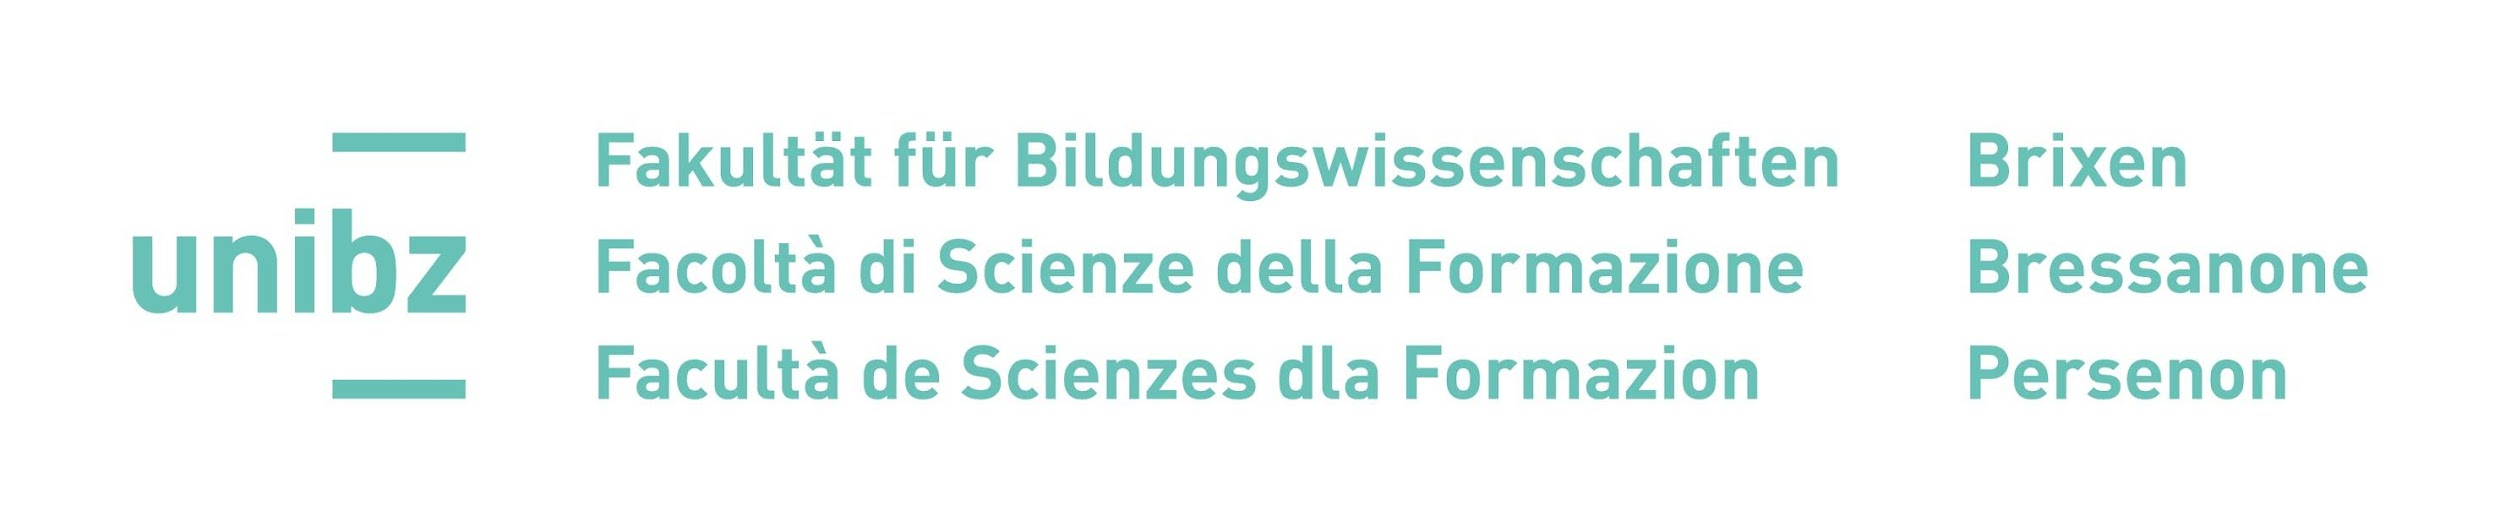 unibz
Fakultät für Bildungswissenschaften Brixen
Facoltà di Scienze della Formazione Bressanone
Facultà de Scienzes dla Formazion Persenon